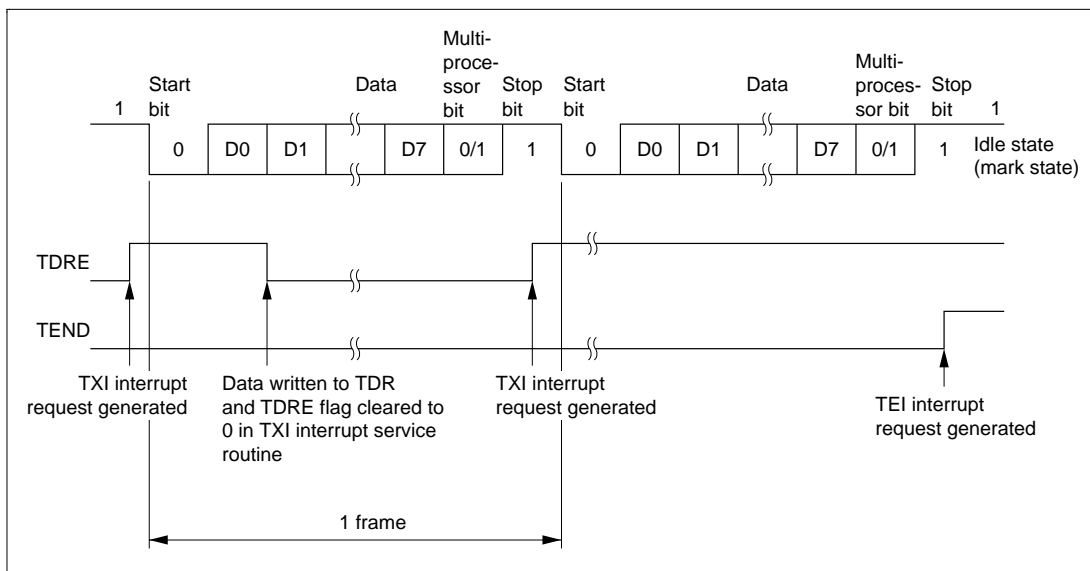 Multi-
proce-
ssor
bit
Start
bit
Data
Stop
bit
Start
bit
Data
Multi-
proces-
sor bit
Stop
bit
1
1
0
D0
D1
D7
0/1
1
0
D0
D1
D7
0/1
1
Idle state
(mark state)
TDRE
TEND
TXI interrupt
request generated
Data written to TDR
and TDRE flag cleared to
0 in TXI interrupt service
routine
TXI interrupt
request generated
TEI interrupt
request generated
1 frame